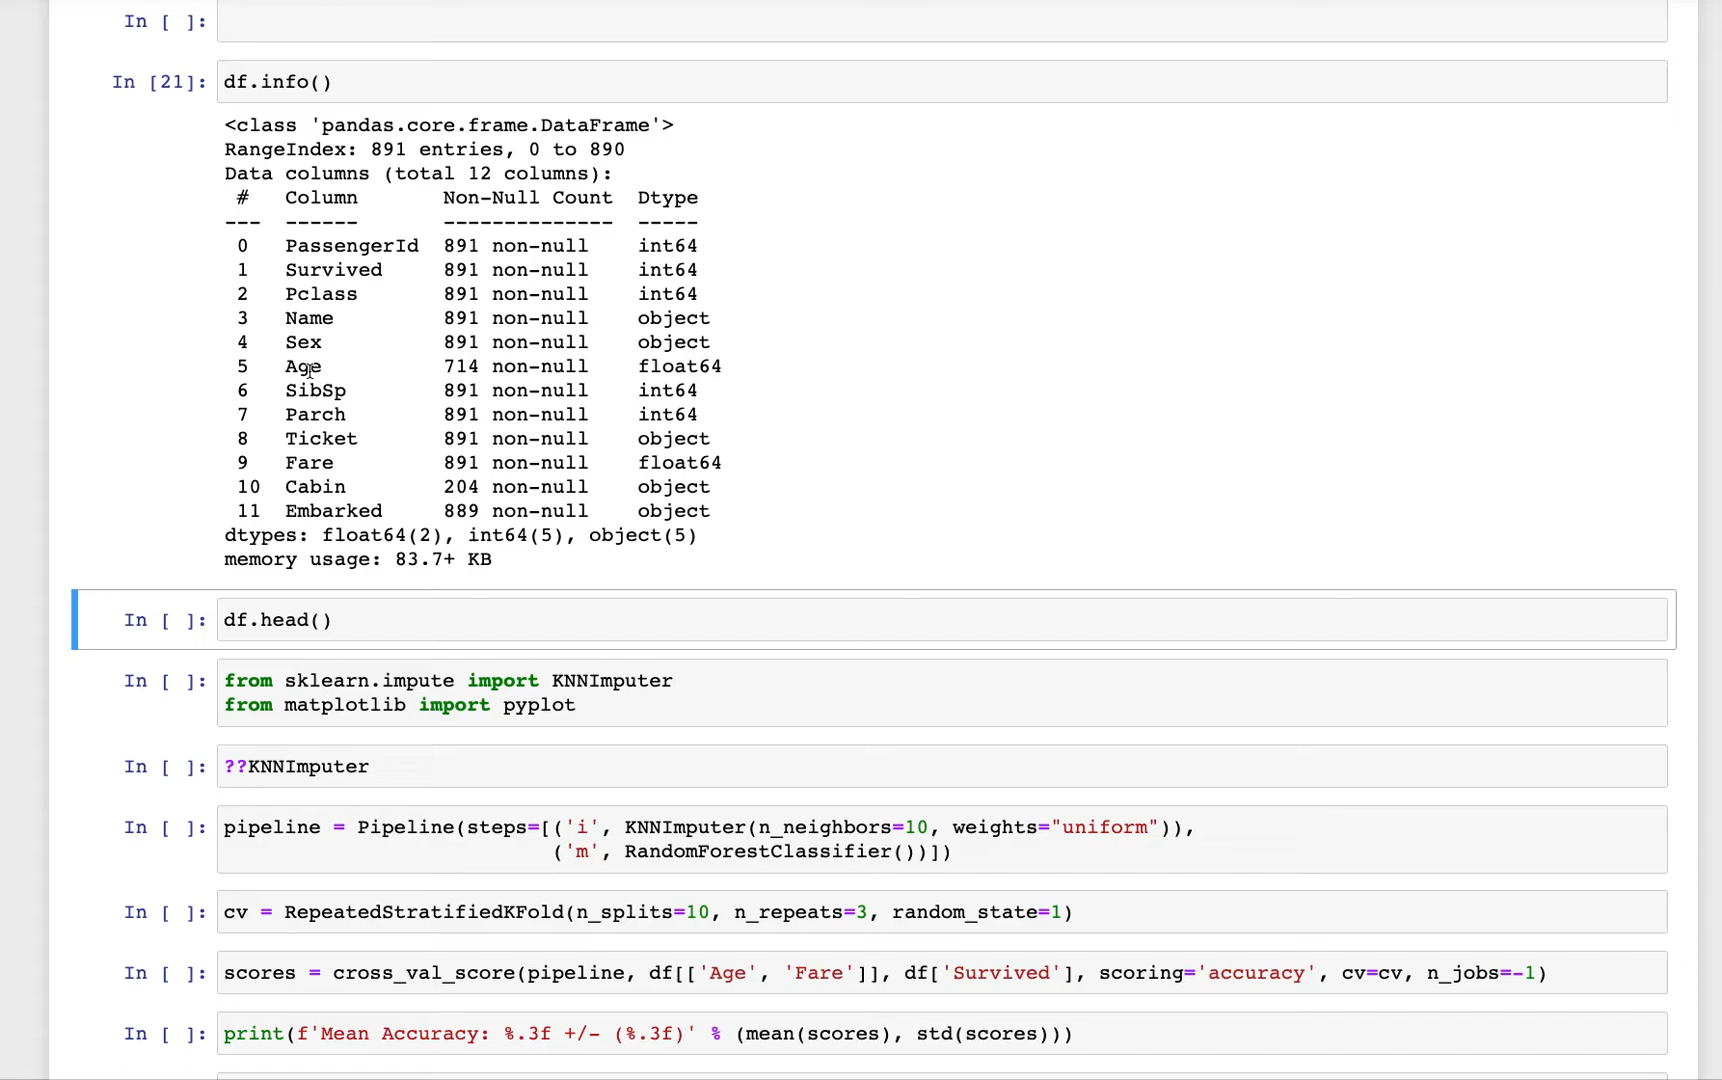 In [ ]:
In [21]: df.info()
<class 'pandas.core.frame.DataFrame'>
RangeIndex: 891 entries, 0 to 890
Data columns (total 12 columns):
 #   Column       Non-Null Count  Dtype
---  ------       --------------  -----
 0   PassengerId  891 non-null    int64
 1   Survived     891 non-null    int64
 2   Pclass       891 non-null    int64
 3   Name         891 non-null    object
 4   Sex          891 non-null    object
 5   Age          714 non-null    float64
 6   SibSp        891 non-null    int64
 7   Parch        891 non-null    int64
 8   Ticket       891 non-null    object
 9   Fare         891 non-null    float64
 10  Cabin        204 non-null    object
 11  Embarked     889 non-null    object
dtypes: float64(2), int64(5), object(5)
memory usage: 83.7+ KB
In [ ]: df.head()
In [ ]: from sklearn.impute import KNNImputer
from matplotlib import pyplot
In [ ]: ??KNNImputer
In [ ]: pipeline = Pipeline(steps=[('i', KNNImputer(n_neighbors=10, weights="uniform")),
('m', RandomForestClassifier())])
In [ ]: cv = RepeatedStratifiedKFold(n_splits=10, n_repeats=3, random_state=1)
In [ ]: scores = cross_val_score(pipeline, df[['Age', 'Fare']], df['Survived'], scoring='accuracy', cv=cv, n_jobs=-1)
In [ ]: print(f'Mean Accuracy: %.3f +/- (%.3f)' % (mean(scores), std(scores)))